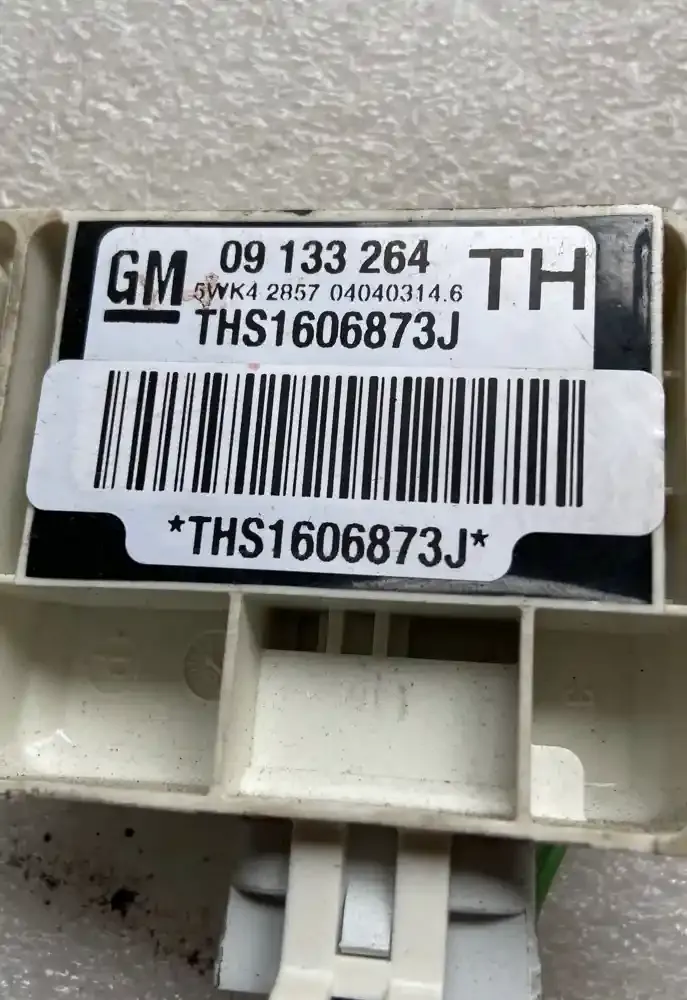 GM
09 133 264
TH
5WK4 2857 04040314.6
THS1606873J
*THS1606873J*